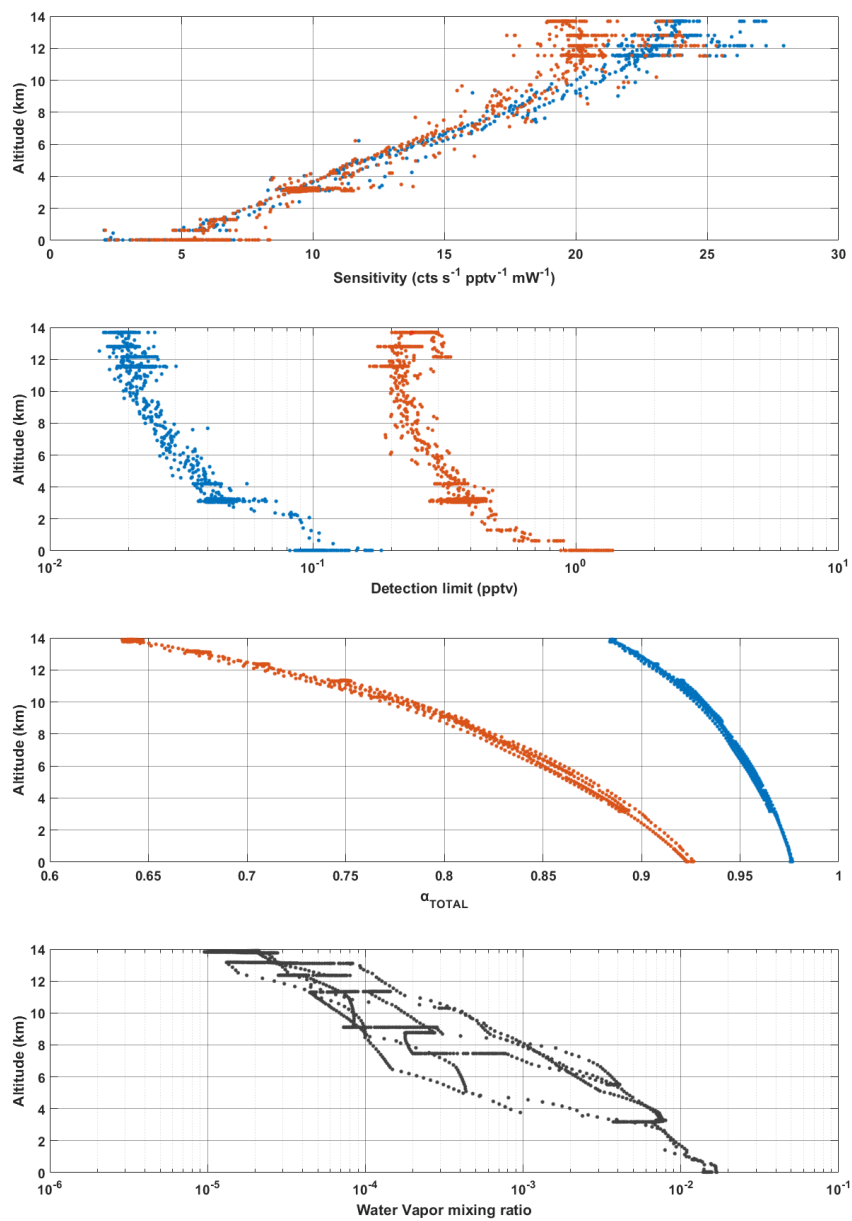 14
12
10
8
6
4
2
0
Altitude (km)
0 5 10 15 20 25 30
Sensitivity (cts s⁻¹ pptv⁻¹ mW⁻¹)
14
12
10
8
6
4
2
0
Altitude (km)
10⁻² 10⁻¹ 10⁰ 10¹
Detection limit (pptv)
14
12
10
8
6
4
2
0
Altitude (km)
0.6 0.65 0.7 0.75 0.8 0.85 0.9 0.95 1
α_TOTAL
14
12
10
8
6
4
2
0
Altitude (km)
10⁻⁶ 10⁻⁵ 10⁻⁴ 10⁻³ 10⁻² 10⁻¹
Water Vapor mixing ratio